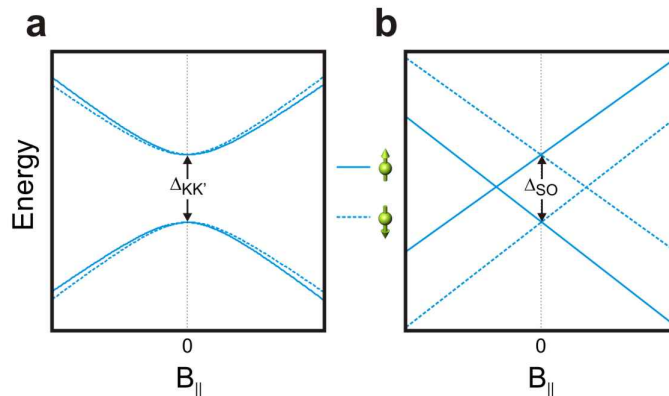 a
b
Energy
Δ_KK'
Δ_SO
0
0
B_||
B_||